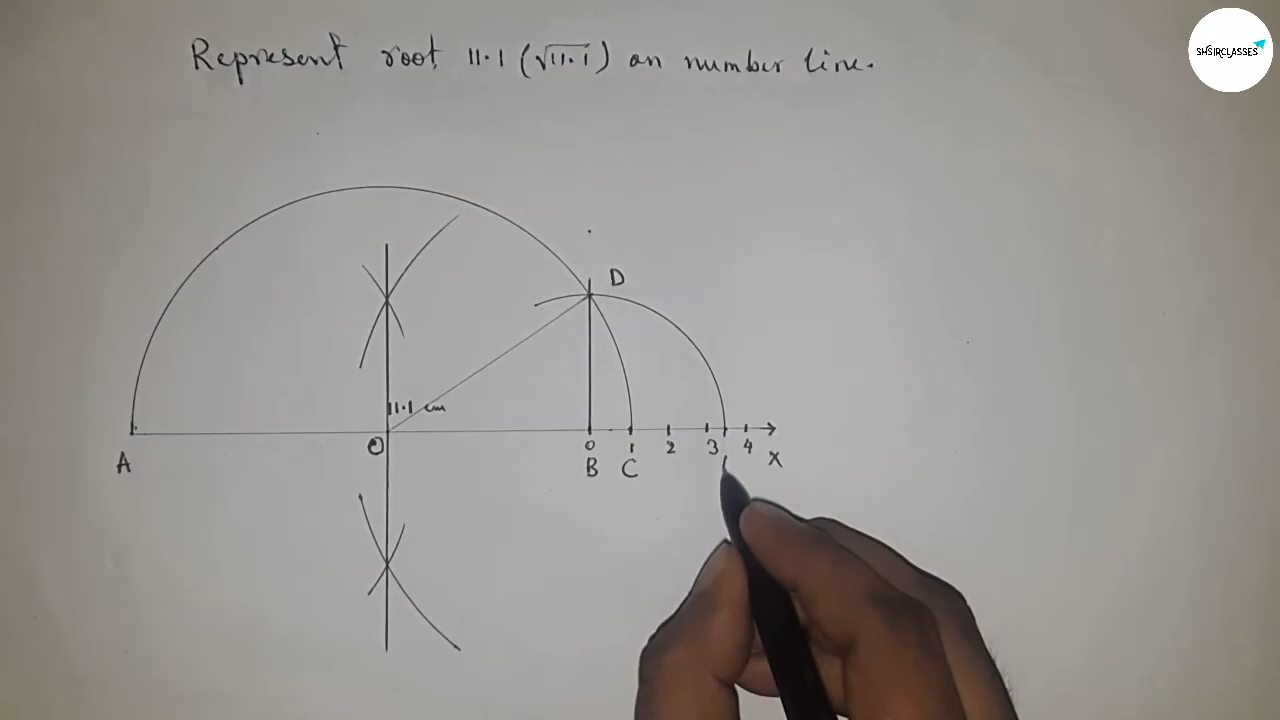 Represent root 11.1 (√11.1) on number line.
SHSIRCLASSES
D
11.1 cm
O
0 1 2 3 4
A B C X